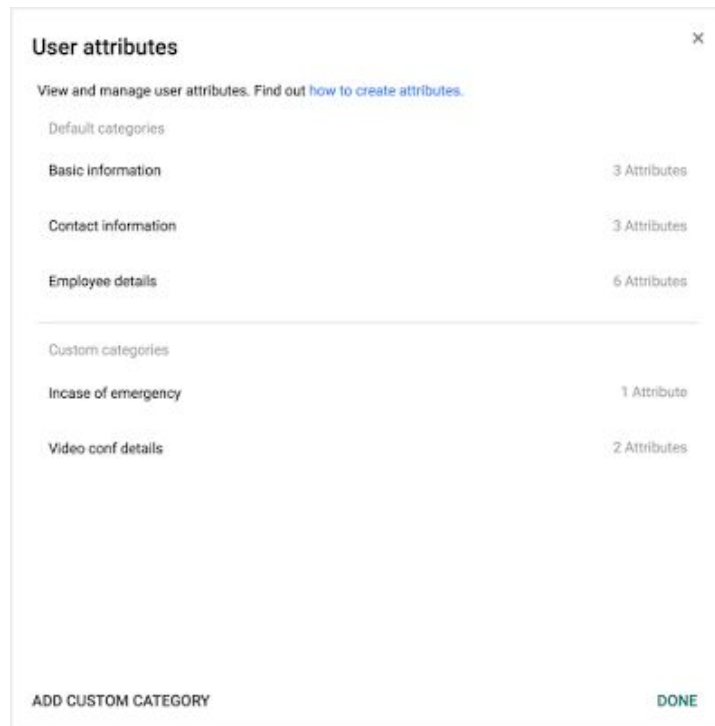 User attributes
View and manage user attributes. Find out how to create attributes.
Default categories
Basic information 3 Attributes
Contact information 3 Attributes
Employee details 6 Attributes
Custom categories
Incase of emergency 1 Attribute
Video conf details 2 Attributes
ADD CUSTOM CATEGORY DONE